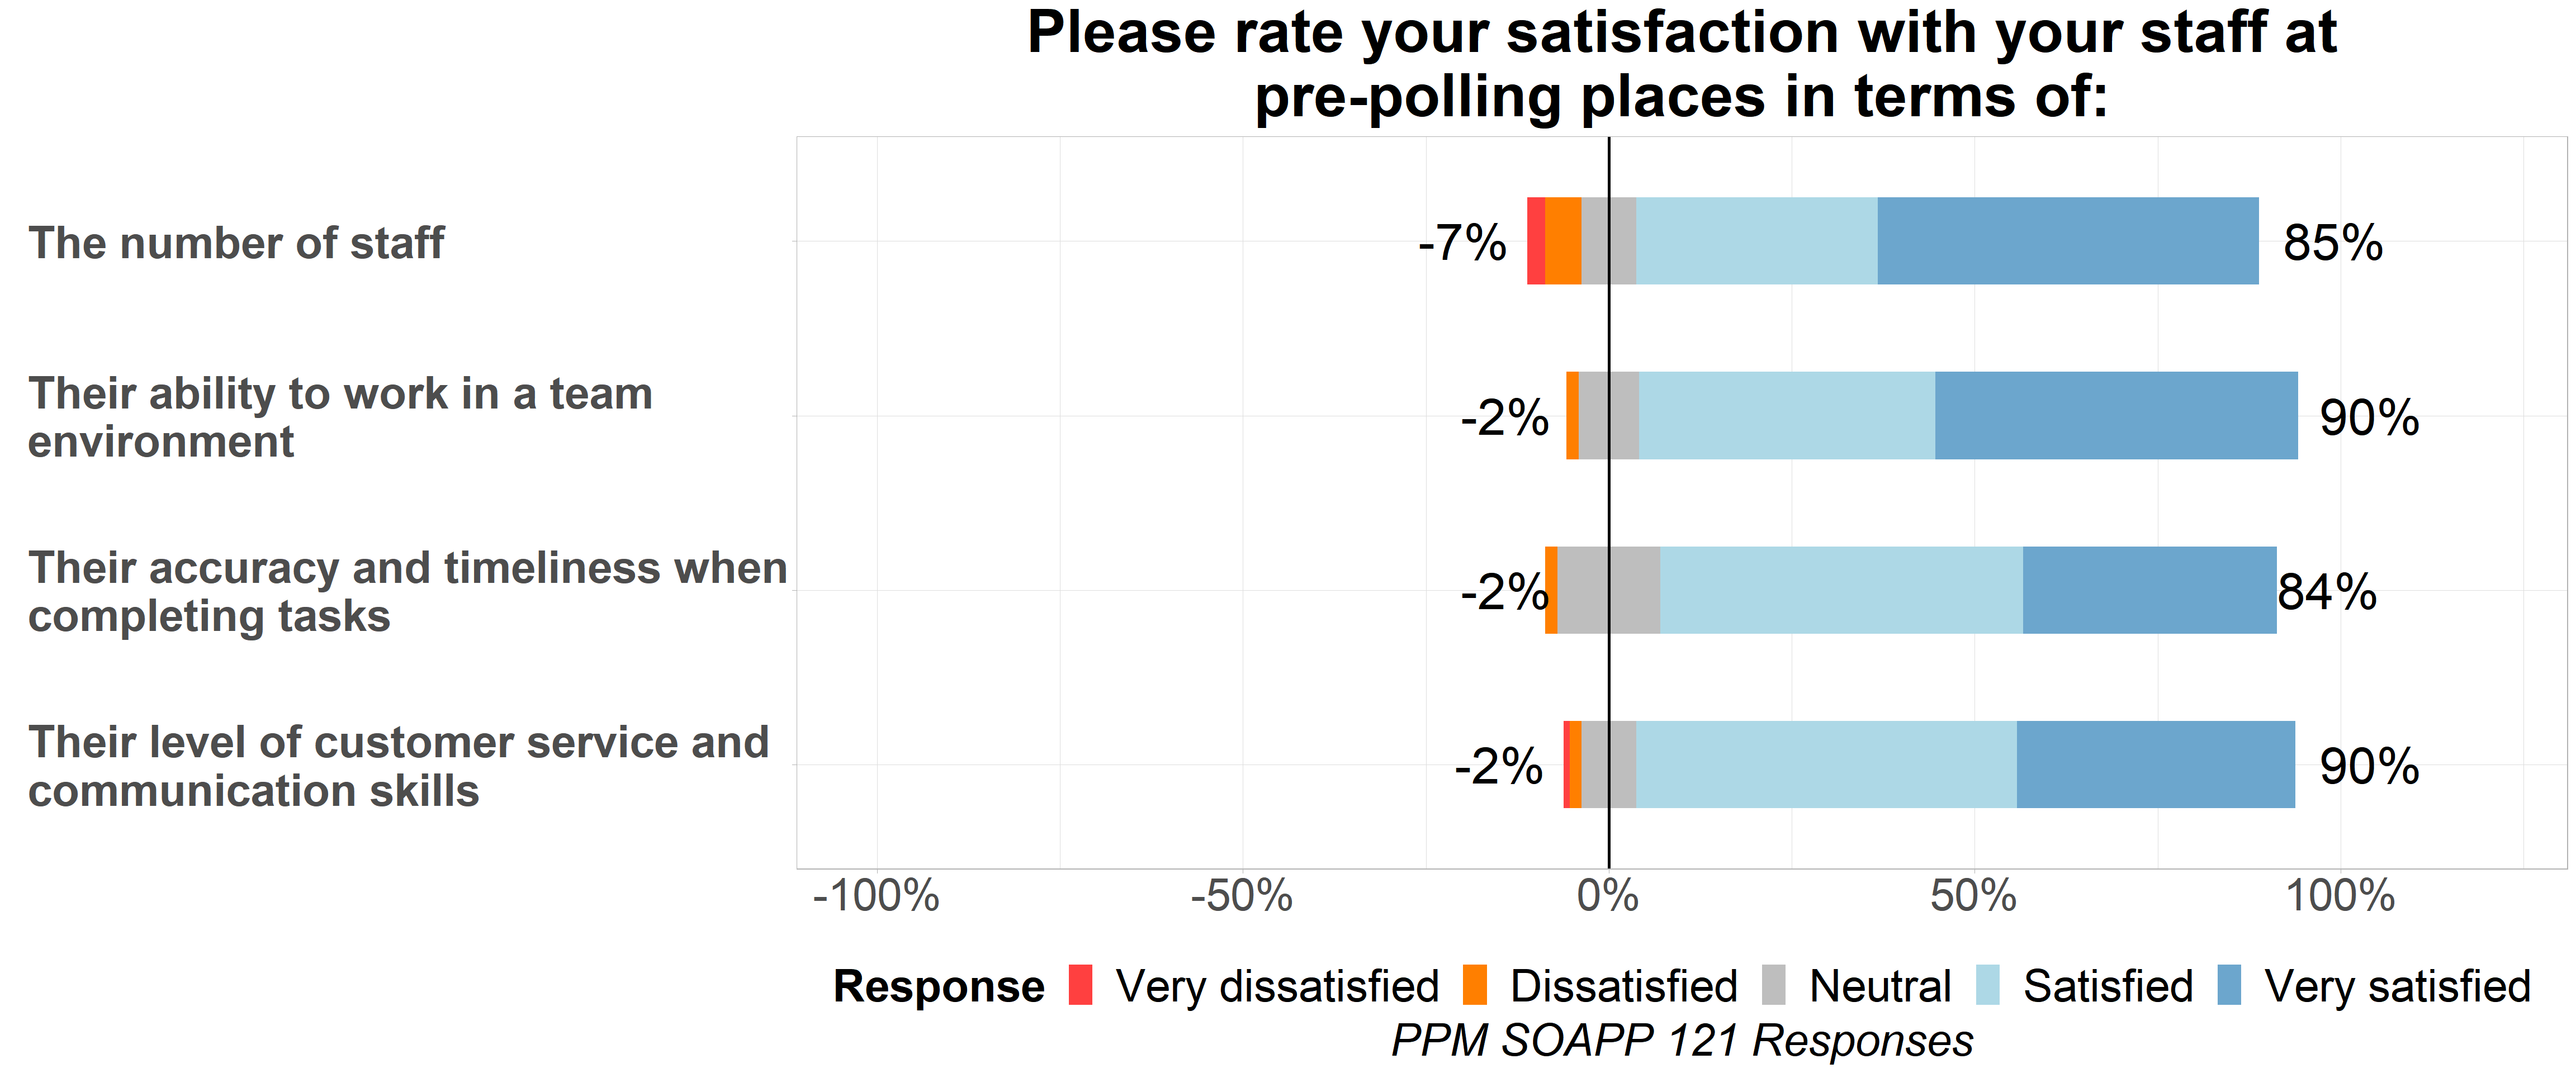 Please rate your satisfaction with your staff at
pre-polling places in terms of:
The number of staff
-7%
85%
Their ability to work in a team
environment
-2%
90%
Their accuracy and timeliness when
completing tasks
-2%
84%
Their level of customer service and
communication skills
-2%
90%
-100%
-50%
0%
50%
100%
Response Very dissatisfied Dissatisfied Neutral Satisfied Very satisfied
PPM SOAPP 121 Responses